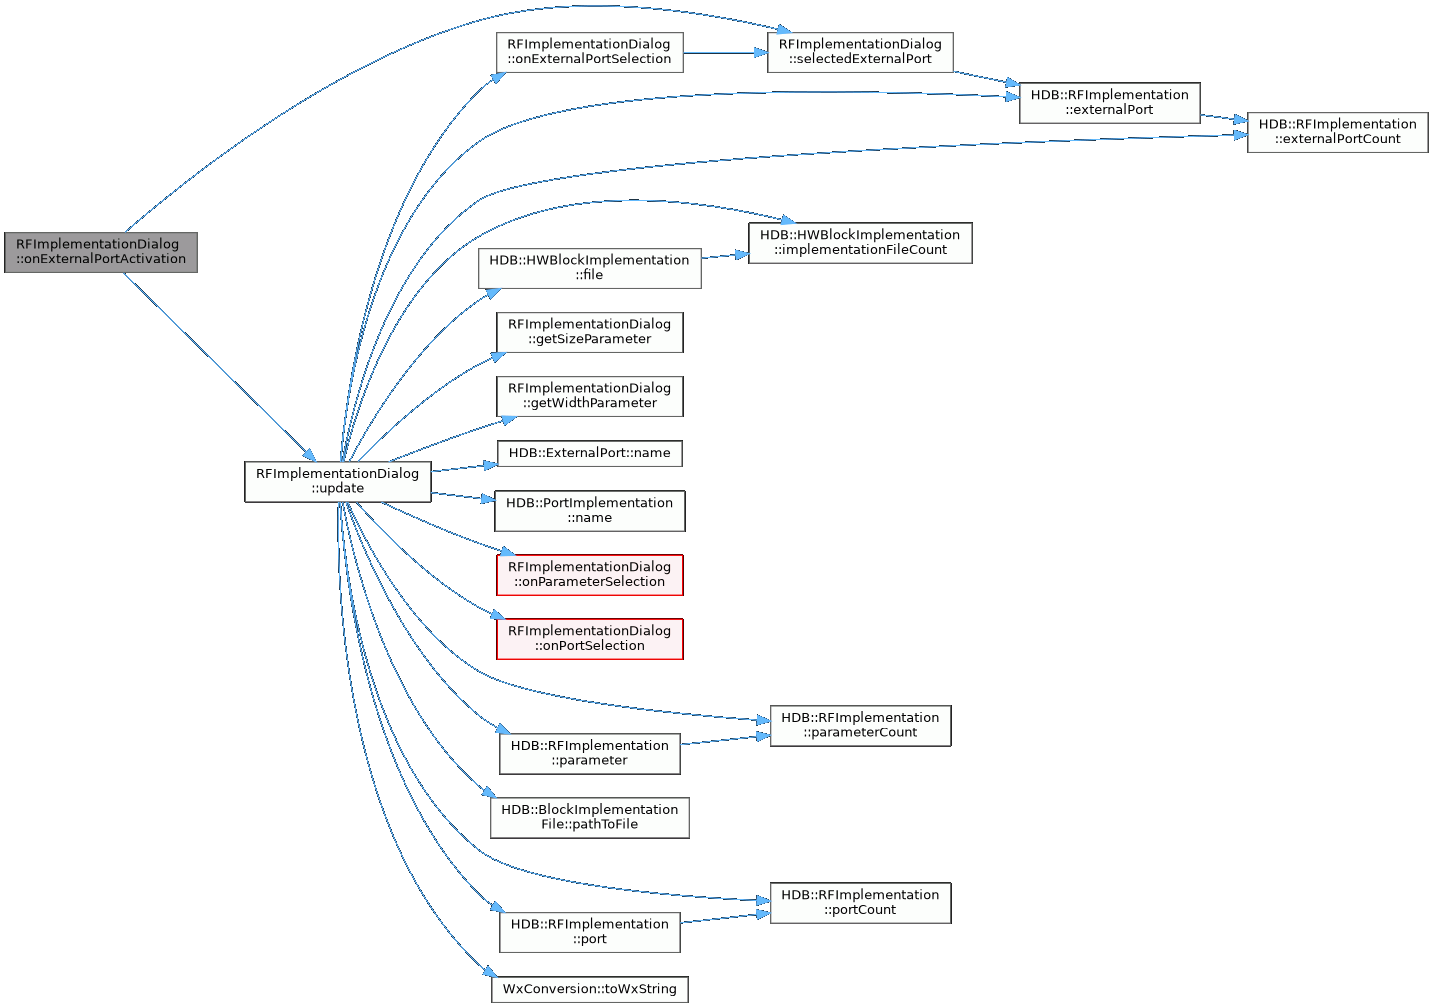 RFImplementationDialog
::onExternalPortActivation
RFImplementationDialog
::update
RFImplementationDialog
::onExternalPortSelection
RFImplementationDialog
::selectedExternalPort
HDB::RFImplementation
::externalPort
HDB::RFImplementation
::externalPortCount
HDB::HWBlockImplementation
::file
HDB::HWBlockImplementation
::implementationFileCount
RFImplementationDialog
::getSizeParameter
RFImplementationDialog
::getWidthParameter
HDB::ExternalPort::name
HDB::PortImplementation
::name
RFImplementationDialog
::onParameterSelection
RFImplementationDialog
::onPortSelection
HDB::RFImplementation
::parameter
HDB::RFImplementation
::parameterCount
HDB::BlockImplementation
File::pathToFile
HDB::RFImplementation
::port
HDB::RFImplementation
::portCount
WxConversion::toWxString